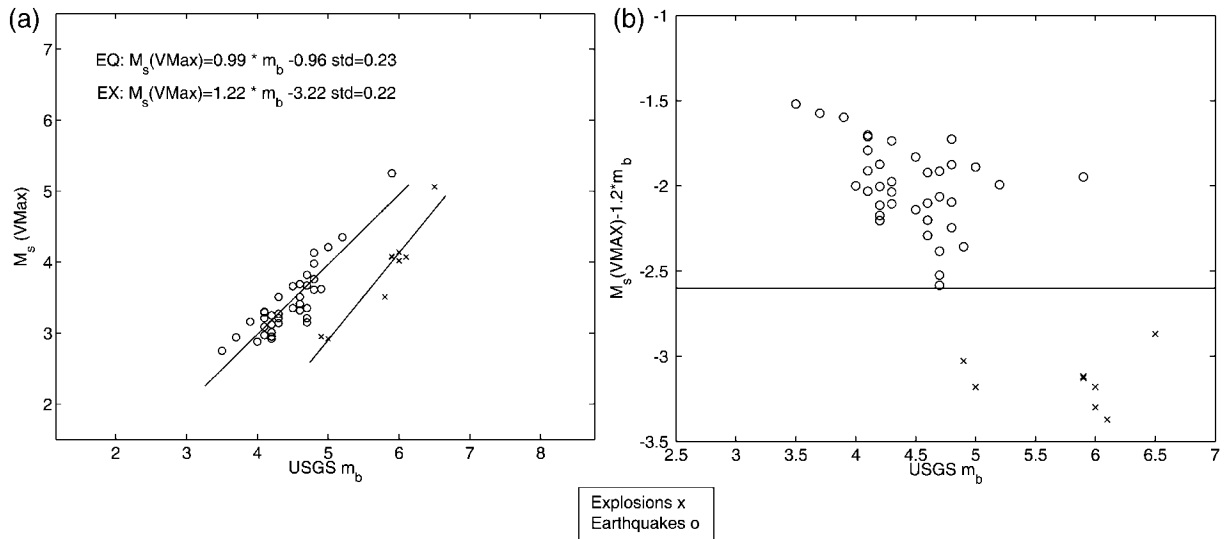 (a)
EQ: M_s(VMax)=0.99 * m_b -0.96 std=0.23
EX: M_s(VMax)=1.22 * m_b -3.22 std=0.22
M_s (VMax)
7
6
5
4
3
2
2
3
4
5
6
7
8
USGS m_b
(b)
M_s(VMAX)-1.2*m_b
-1
-1.5
-2
-2.5
-3
-3.5
2.5
3
3.5
4
4.5
5
5.5
6
6.5
7
USGS m_b
Explosions x
Earthquakes o